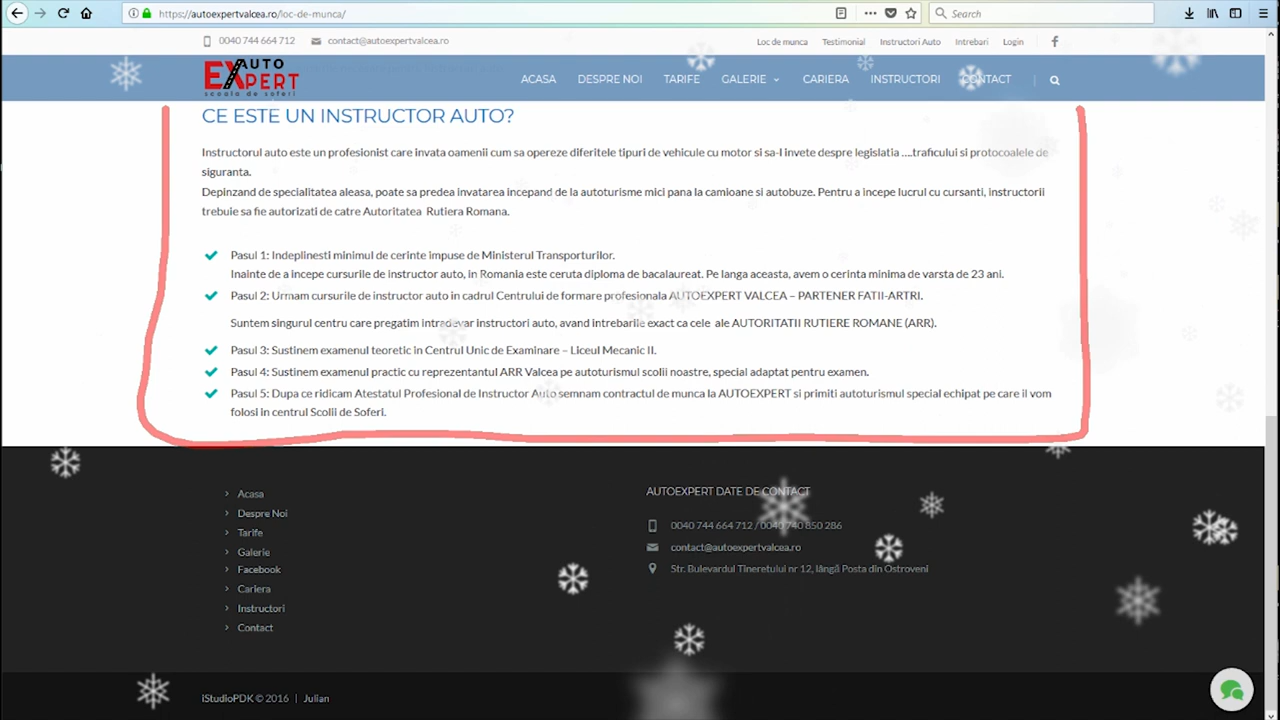 https://autoexpertvalcea.ro/loc-de-munca/
Search
0040 744 664 712 contact@autoexpertvalcea.ro
Loc de munca Testimonial Instructori Auto Intrebari Login
AUTO
EXPERT
scoala de soferi
ACASA DESPRE NOI TARIFE GALERIE CARIERA INSTRUCTORI CONTACT
CE ESTE UN INSTRUCTOR AUTO?
Instructorul auto este un profesionist care invata oamenii cum sa opereze diferitele tipuri de vehicule cu motor si sa-l invete despre legislatia ....traficului si protocoalele de
siguranta.
Depinzand de specialitatea aleasa, poate sa predea invatarea incepand de la autoturisme mici pana la camioane si autobuze. Pentru a incepe lucrul cu cursanti, instructorii
trebuie sa fie autorizati de catre Autoritatea Rutiera Romana.
Pasul 1: Indeplinesti minimul de cerinte impuse de Ministerul Transporturilor.
Inainte de a incepe cursurile de instructor auto, in Romania este ceruta diploma de bacalaureat. Pe langa aceasta, avem o cerinta minima de varsta de 23 ani.
Pasul 2: Urmam cursurile de instructor auto in cadrul Centrului de formare profesionala AUTOEXPERT VALCEA – PARTENER FATII-ARTRI.
Suntem singurul centru care pregatim intradevar instructori auto, avand intrebarile exact ca cele ale AUTORITATII RUTIERE ROMANE (ARR).
Pasul 3: Sustinem examenul teoretic in Centrul Unic de Examinare – Liceul Mecanic II.
Pasul 4: Sustinem examenul practic cu reprezentantul ARR Valcea pe autoturismul scolii noastre, special adaptat pentru examen.
Pasul 5: Dupa ce ridicam Atestatul Profesional de Instructor Auto semnam contractul de munca la AUTOEXPERT si primiti autoturismul special echipat pe care il vom
folosi in centrul Scolii de Soferi.
Acasa
Despre Noi
Tarife
Galerie
Facebook
Cariera
Instructori
Contact
AUTOEXPERT DATE DE CONTACT
0040 744 664 712 / 0040 740 850 286
contact@autoexpertvalcea.ro
Str. Bulevardul Tineretului nr 12, lângă Posta din Ostroveni
iStudioPDK © 2016 | Julian